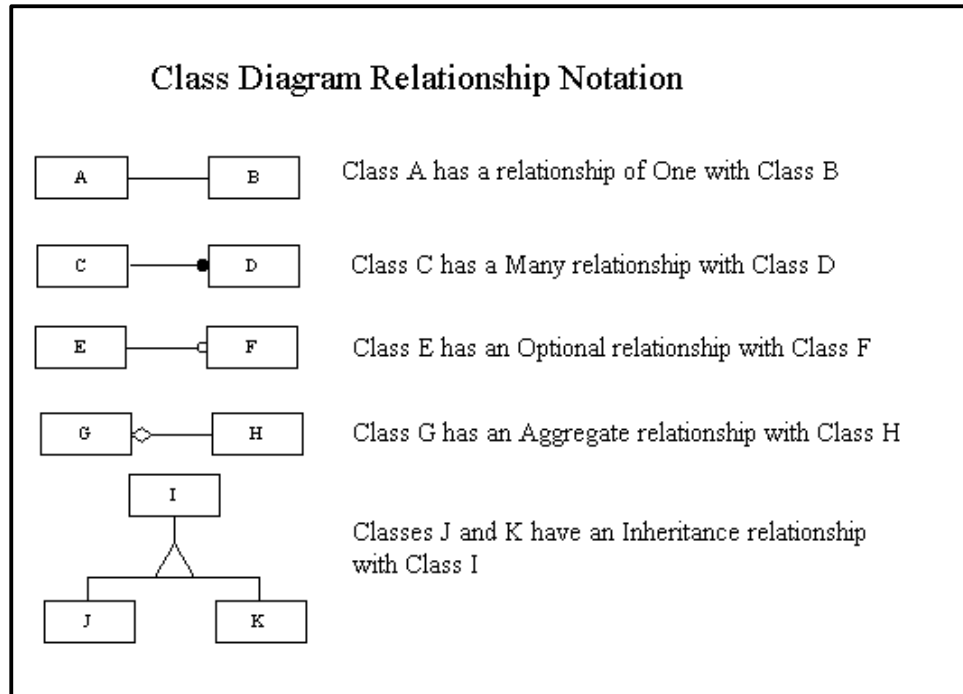 Class Diagram Relationship Notation
A B Class A has a relationship of One with Class B
C D Class C has a Many relationship with Class D
E F Class E has an Optional relationship with Class F
G H Class G has an Aggregate relationship with Class H
I
Classes J and K have an Inheritance relationship
with Class I
J K